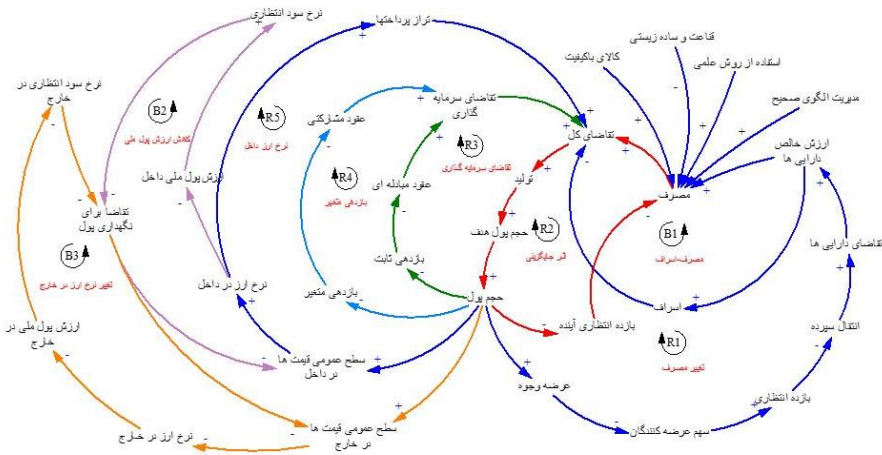 نرخ سود انتظاری
تراز پرداختها
قناعت و ساده زیستی
کالای باکیفیت
استفاده از روش علمی
مدیریت الگوی صحیح
نرخ سود انتظاری در
خارج
B2
کاهش ارزش پول ملی
R5
نرخ ارز داخل
عقود مشارکتی
تقاضای سرمایه
گذاری
R3
تقاضای سرمایه گذاری
تقاضای کل
ارزش خالص
دارایی ها
ارزش پول ملی داخل
R4
بازدهی متغیر
عقود مبادله ای
تولید
مصرف
تقاضا برای
نگهداری پول
حجم پول هدف
R2
اثر جایگزینی
B1
مصرف-اسراف
تقاضای دارایی ها
B3
تغییر نرخ ارز در خارج
نرخ ارز در داخل
بازدهی ثابت
بازدهی متغیر
حجم پول
اسراف
ارزش پول ملی در
خارج
بازده انتظاری آینده
R1
تغییر مصرف
انتقال سپرده
سطح عمومی قیمت ها
در داخل
عرضه وجوه
بازده انتظاری
سطح عمومی قیمت ها
در خارج
نرخ ارز در خارج
سهم عرضه کنندگان